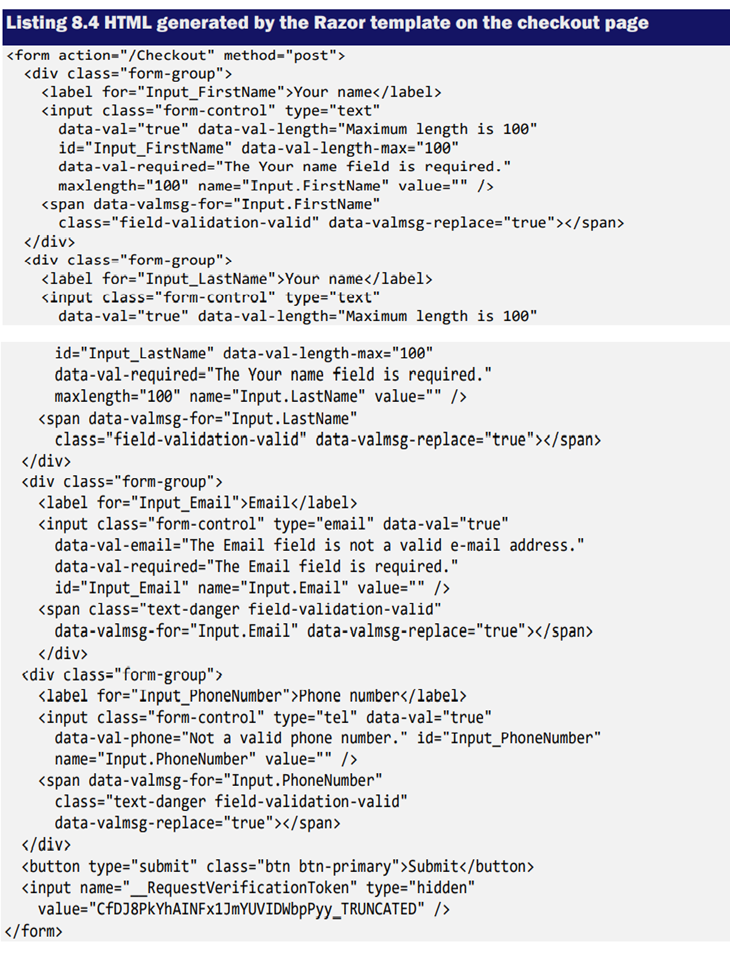 Listing 8.4 HTML generated by the Razor template on the checkout page
<form action="/Checkout" method="post">
<div class="form-group">
<label for="Input_FirstName">Your name</label>
<input class="form-control" type="text"
data-val="true" data-val-length="Maximum length is 100"
id="Input_FirstName" data-val-length-max="100"
data-val-required="The Your name field is required."
maxlength="100" name="Input.FirstName" value="" />
<span data-valmsg-for="Input.FirstName"
class="field-validation-valid" data-valmsg-replace="true"></span>
</div>
<div class="form-group">
<label for="Input_LastName">Your name</label>
<input class="form-control" type="text"
data-val="true" data-val-length="Maximum length is 100"
id="Input_LastName" data-val-length-max="100"
data-val-required="The Your name field is required."
maxlength="100" name="Input.LastName" value="" />
<span data-valmsg-for="Input.LastName"
class="field-validation-valid" data-valmsg-replace="true"></span>
</div>
<div class="form-group">
<label for="Input_Email">Email</label>
<input class="form-control" type="email" data-val="true"
data-val-email="The Email field is not a valid e-mail address."
data-val-required="The Email field is required."
id="Input_Email" name="Input.Email" value="" />
<span class="text-danger field-validation-valid"
data-valmsg-for="Input.Email" data-valmsg-replace="true"></span>
</div>
<div class="form-group">
<label for="Input_PhoneNumber">Phone number</label>
<input class="form-control" type="tel" data-val="true"
data-val-phone="Not a valid phone number." id="Input_PhoneNumber"
name="Input.PhoneNumber" value="" />
<span data-valmsg-for="Input.PhoneNumber"
class="text-danger field-validation-valid"
data-valmsg-replace="true"></span>
</div>
<button type="submit" class="btn btn-primary">Submit</button>
<input name="__RequestVerificationToken" type="hidden"
value="CfDJ8PkYhAINFx1JmYUVIDWbpPyy_TRUNCATED" />
</form>